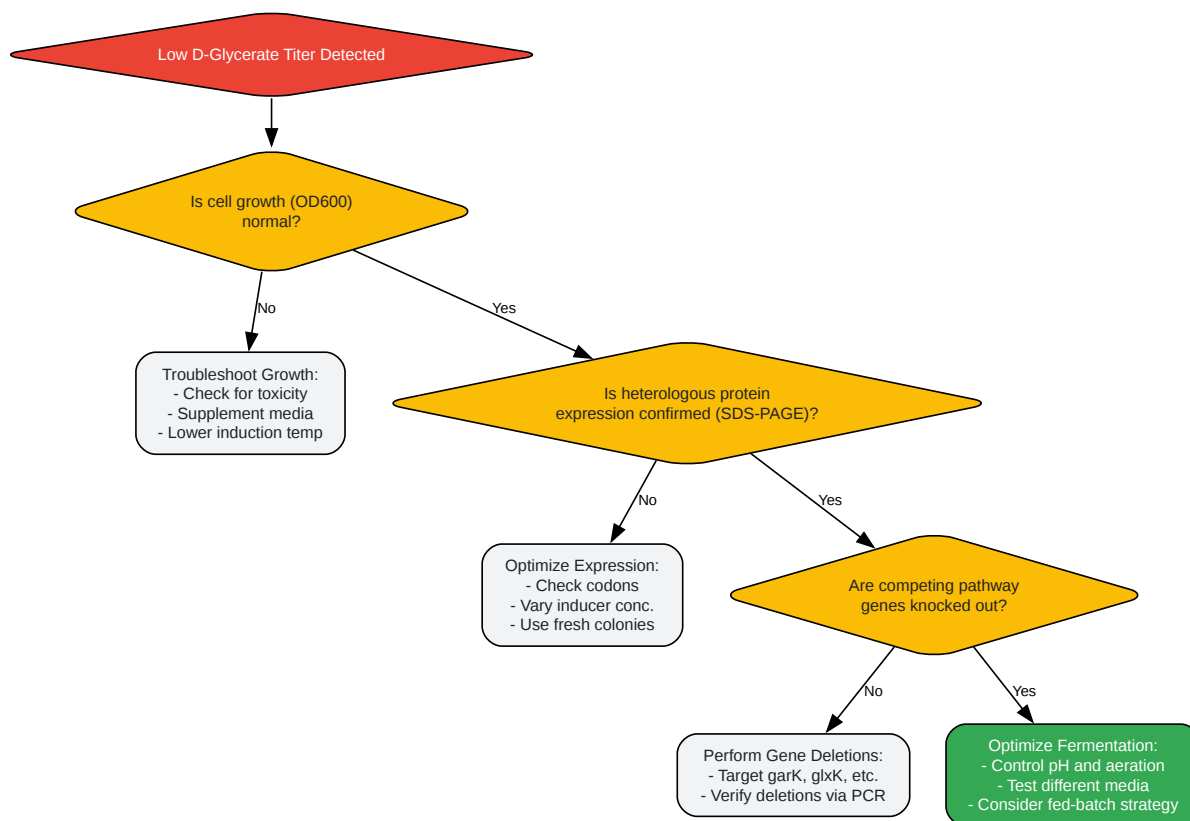 Low D-Glycerate Titer Detected
Is cell growth (OD600)
normal?
No
Yes
Troubleshoot Growth:
- Check for toxicity
- Supplement media
- Lower induction temp
Is heterologous protein
expression confirmed (SDS-PAGE)?
No
Yes
Optimize Expression:
- Check codons
- Vary inducer conc.
- Use fresh colonies
Are competing pathway
genes knocked out?
No
Yes
Perform Gene Deletions:
- Target garK, glxK, etc.
- Verify deletions via PCR
Optimize Fermentation:
- Control pH and aeration
- Test different media
- Consider fed-batch strategy